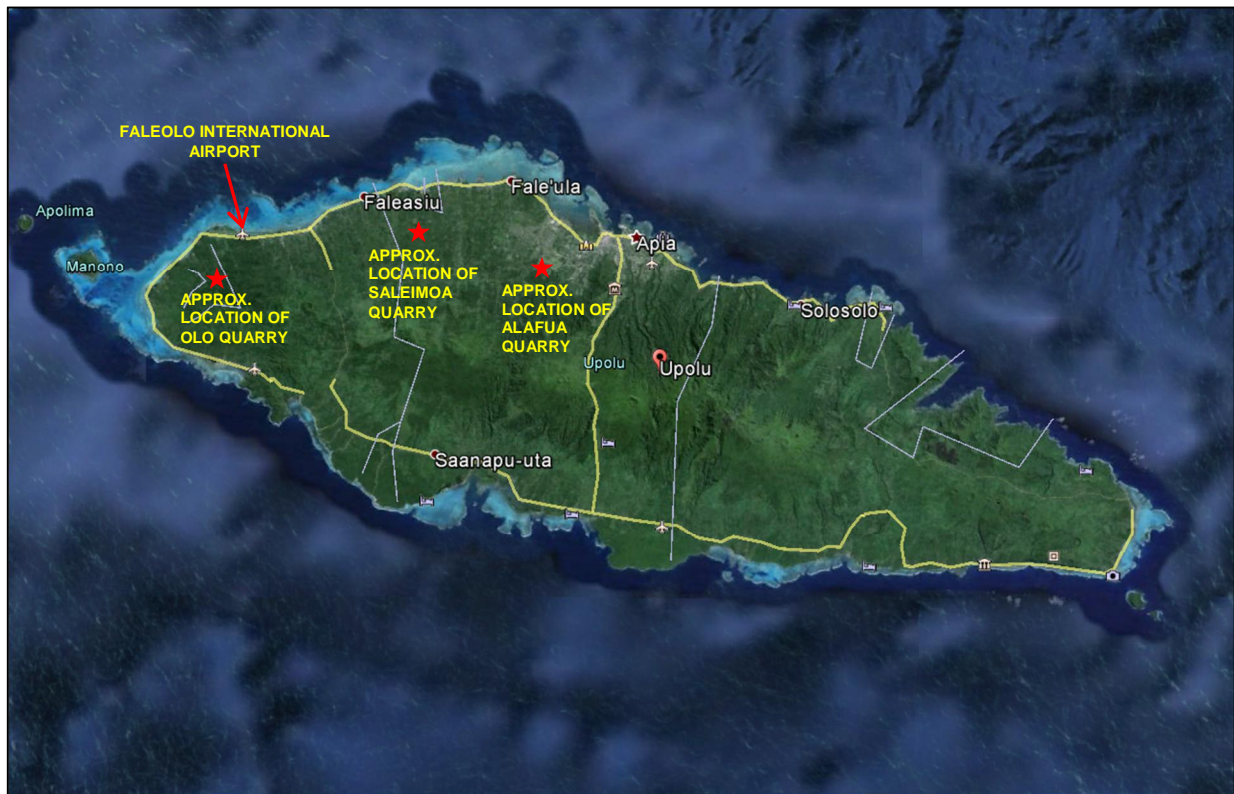 FALEOLO INTERNATIONAL
AIRPORT
Fale'ula
Faleasiu
Apolima
Apia
Manono
APPROX.
LOCATION OF
SALEIMOA
QUARRY
APPROX.
LOCATION OF
ALAFUA
QUARRY
APPROX.
LOCATION OF
OLO QUARRY
Solosolo
Upolu
Upolu
Saanapu-uta